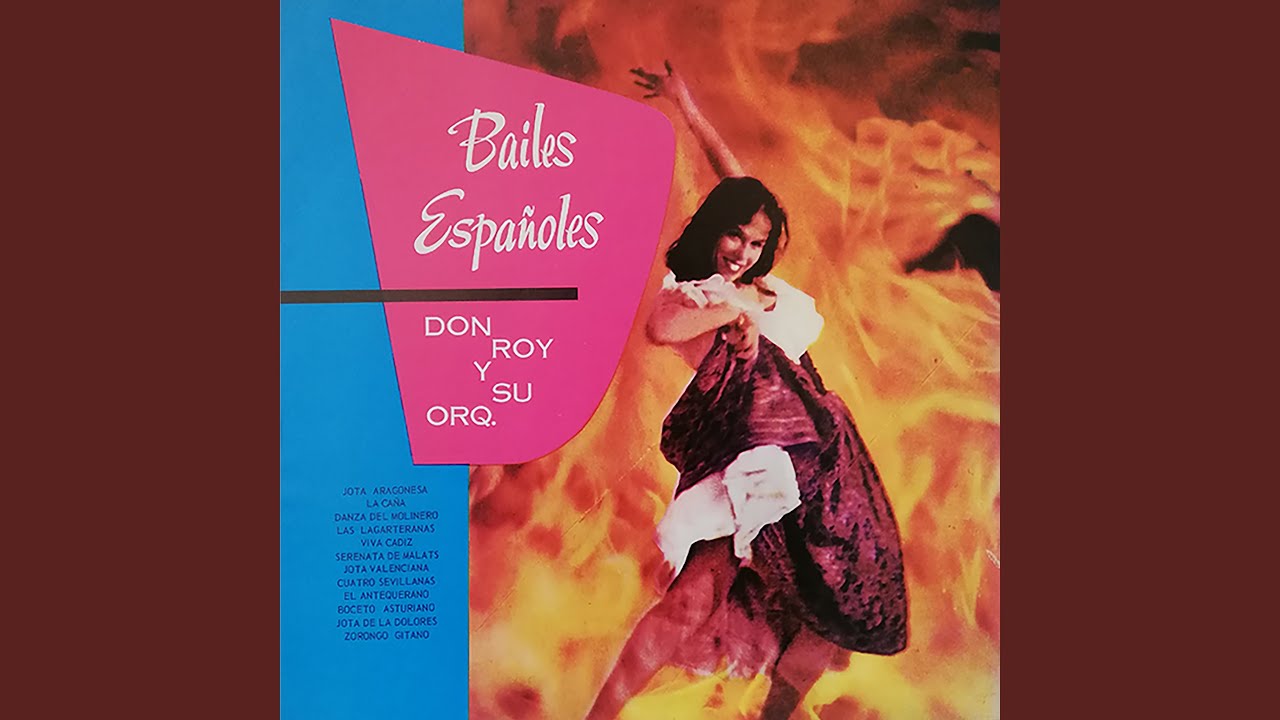 Bailes
Españoles
DON
ROY
Y
SU
ORQ.
JOTA ARAGONESA
LA CAÑA
DANZA DEL MOLINERO
LAS LAGARTERANAS
VIVA CADIZ
SERENATA DE MALATS
JOTA VALENCIANA
CUATRO SEVILLANAS
EL ANTEQUERANO
BOCETO ASTURIANO
JOTA DE LA DOLORES
ZORONGO GITANO